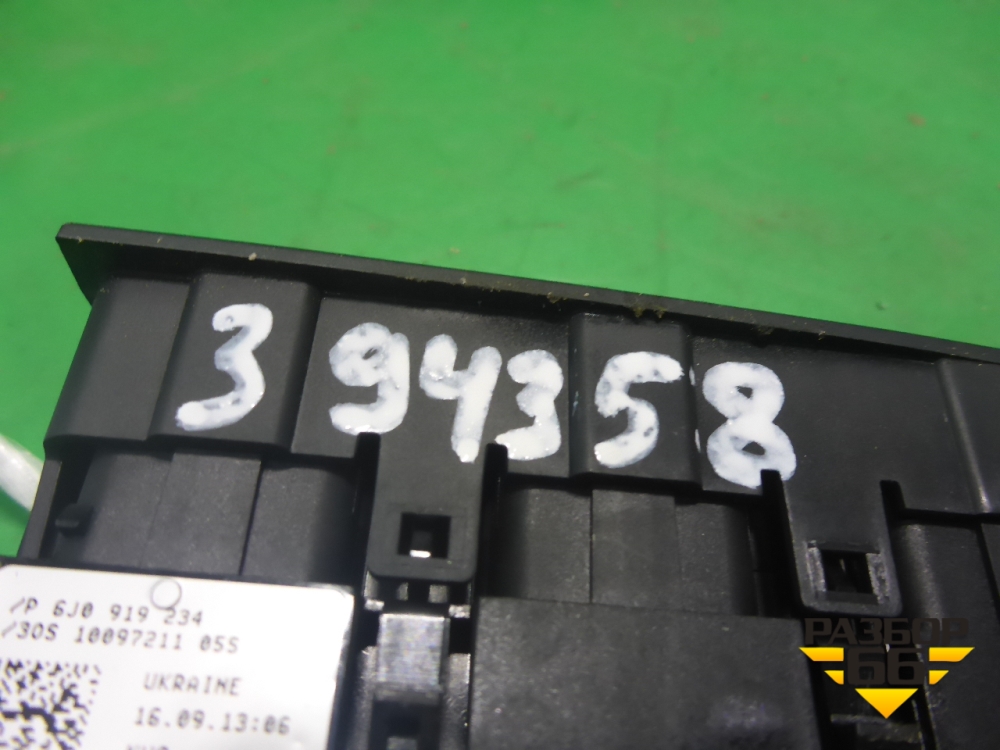 394358
/P 6J0 919 234
/30S 10097211 05S
UKRAINE
16.09.13:06
РАЗБОР
66